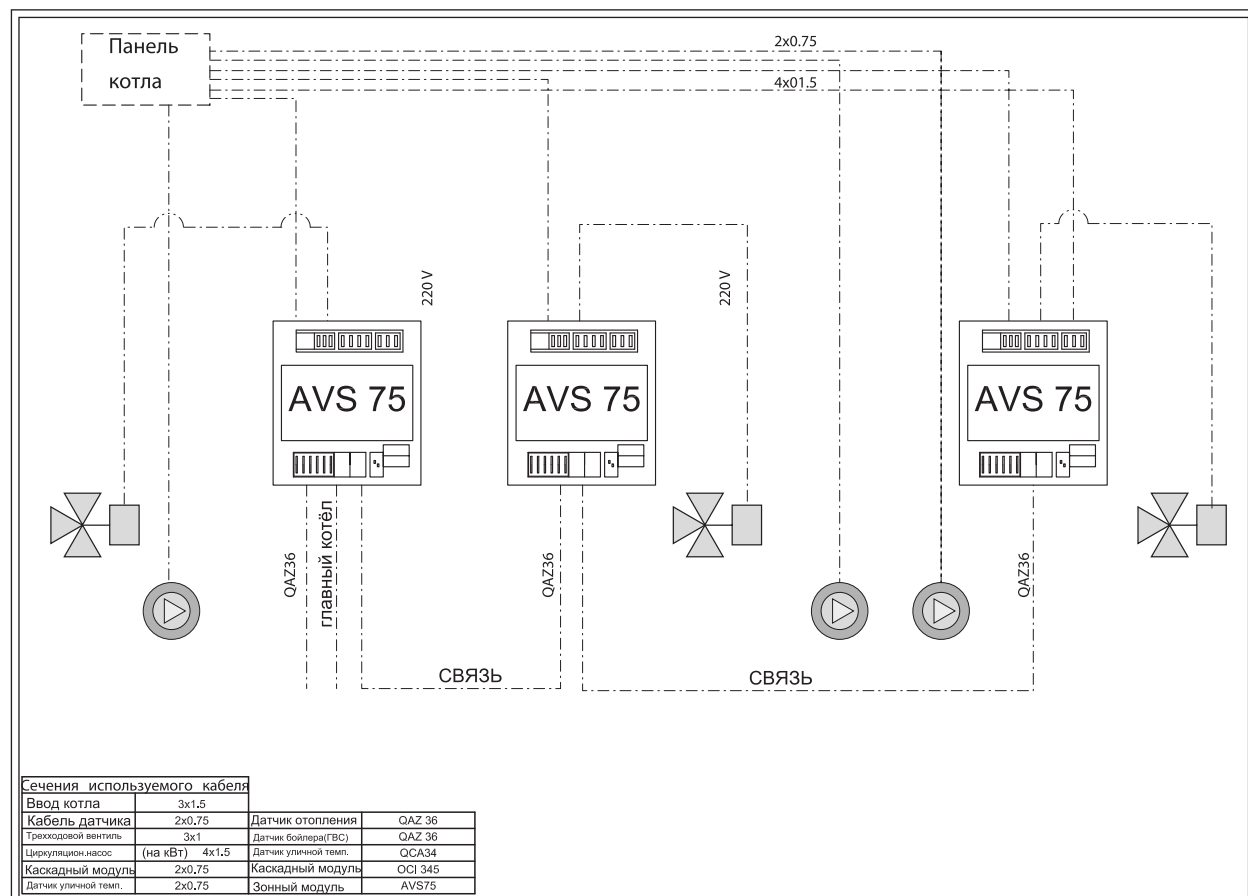 Панель
котла
2x0.75
4x01.5
220 V
220 V
AVS 75
AVS 75
AVS 75
QAZ36
главный котёл
QAZ36
QAZ36
СВЯЗЬ
СВЯЗЬ
Сечения используемого кабеля
Ввод котла 3x1.5
Кабель датчика 2x0.75 Датчик отопления QAZ 36
Трехходовой вентиль 3x1 Датчик бойлера(ГВС) QAZ 36
Циркуляцион.насос (на кВт) 4x1.5 Датчик уличной темп. QCA34
Каскадный модуль 2x0.75 Каскадный модуль OCI 345
Датчик уличной темп. 2x0.75 Зонный модуль AVS75